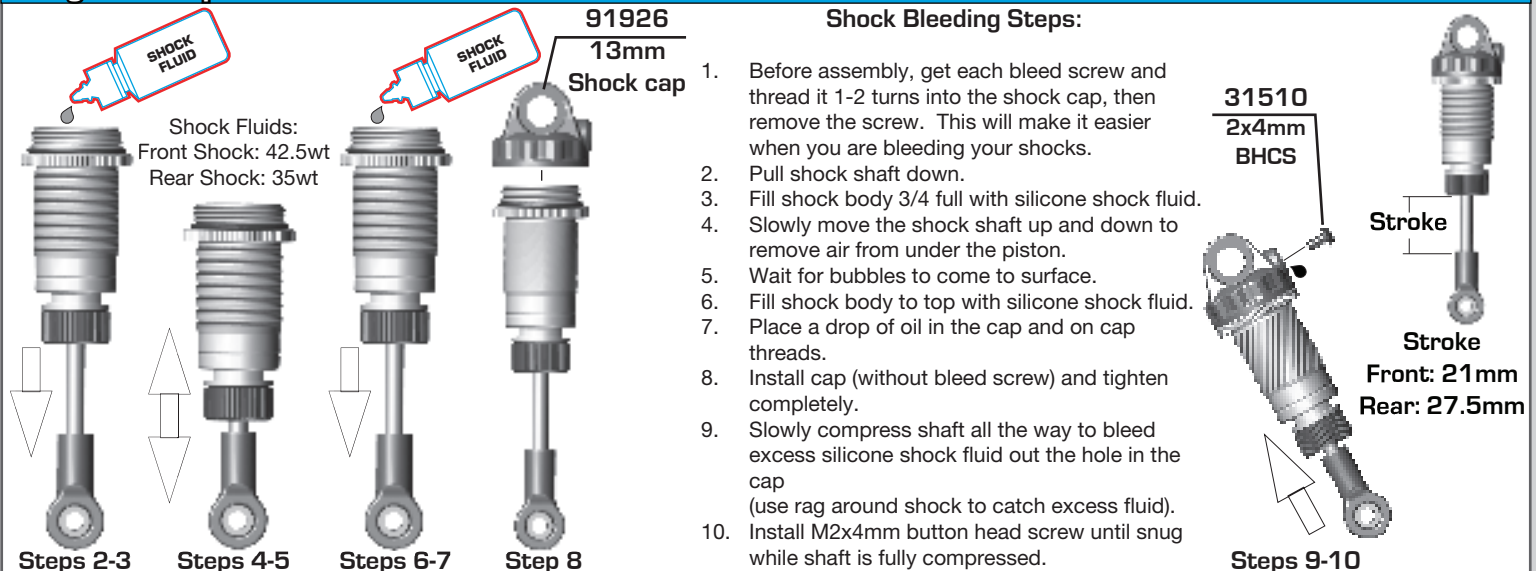 SHOCK
FLUID
SHOCK
FLUID
91926
13mm
Shock cap
Shock Fluids:
Front Shock: 42.5wt
Rear Shock: 35wt
Steps 2-3
Steps 4-5
Steps 6-7
Step 8
Shock Bleeding Steps:
1. Before assembly, get each bleed screw and
thread it 1-2 turns into the shock cap, then
remove the screw. This will make it easier
when you are bleeding your shocks.
2. Pull shock shaft down.
3. Fill shock body 3/4 full with silicone shock fluid.
4. Slowly move the shock shaft up and down to
remove air from under the piston.
5. Wait for bubbles to come to surface.
6. Fill shock body to top with silicone shock fluid.
7. Place a drop of oil in the cap and on cap
threads.
8. Install cap (without bleed screw) and tighten
completely.
9. Slowly compress shaft all the way to bleed
excess silicone shock fluid out the hole in the
cap
(use rag around shock to catch excess fluid).
10. Install M2x4mm button head screw until snug
while shaft is fully compressed.
31510
2x4mm
BHCS
Stroke
Stroke
Front: 21mm
Rear: 27.5mm
Steps 9-10